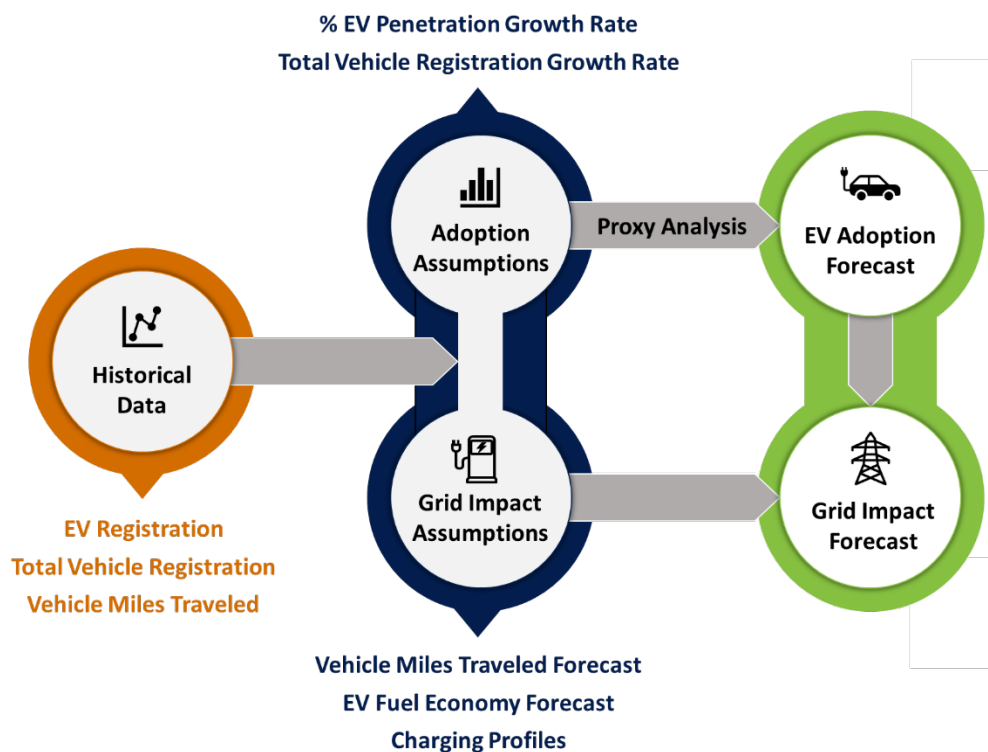 % EV Penetration Growth Rate
Total Vehicle Registration Growth Rate
Adoption
Assumptions
Proxy Analysis
EV Adoption
Forecast
Historical
Data
Grid Impact
Assumptions
Grid Impact
Forecast
EV Registration
Total Vehicle Registration
Vehicle Miles Traveled
Vehicle Miles Traveled Forecast
EV Fuel Economy Forecast
Charging Profiles